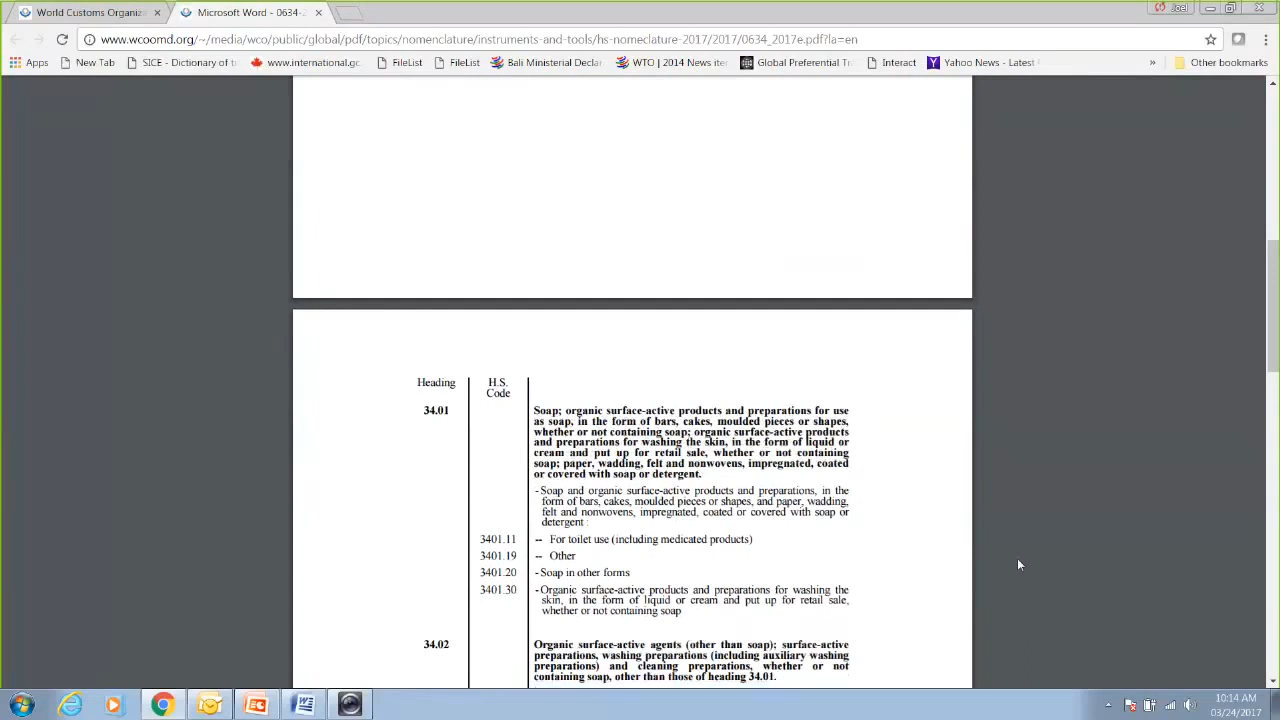 World Customs Organiz
Microsoft Word - 0634-
Joel
www.wcoomd.org/~/media/wco/public/global/pdf/topics/nomenclature/instruments-and-tools/hs-nomeclature-2017/2017/0634_2017e.pdf?la=en
Apps New Tab SICE - Dictionary of t www.international.gc. FileList FileList Bali Ministerial Declar WTO | 2014 News iter Global Preferential Tra Interact Yahoo News - Latest » Other bookmarks
Heading
H.S.
Code
34.01
Soap; organic surface-active products and preparations for use
as soap, in the form of bars, cakes, moulded pieces or shapes,
whether or not containing soap; organic surface-active products
and preparations for washing the skin, in the form of liquid or
cream and put up for retail sale, whether or not containing
soap; paper, wadding, felt and nonwovens, impregnated, coated
or covered with soap or detergent.
- Soap and organic surface-active products and preparations, in the
form of bars, cakes, moulded pieces or shapes, and paper, wadding,
felt and nonwovens, impregnated, coated or covered with soap or
detergent :
3401.11 -- For toilet use (including medicated products)
3401.19 -- Other
3401.20 - Soap in other forms
3401.30 - Organic surface-active products and preparations for washing the
skin, in the form of liquid or cream and put up for retail sale,
whether or not containing soap
34.02
Organic surface-active agents (other than soap); surface-active
preparations, washing preparations (including auxiliary washing
preparations) and cleaning preparations, whether or not
containing soap, other than those of heading 34.01.
10:14 AM
03/24/2017